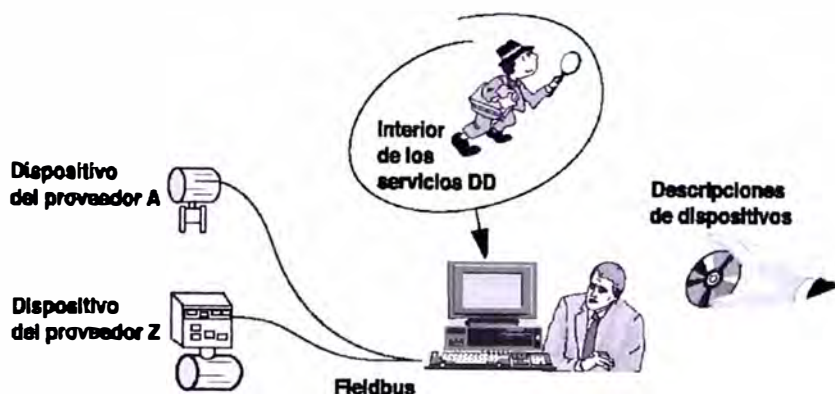 Interior
de los
servicios DD
Dispositivo
del proveedor A
Descripciones
de dispositivos
Dispositivo
del proveedor Z
Fieldbus